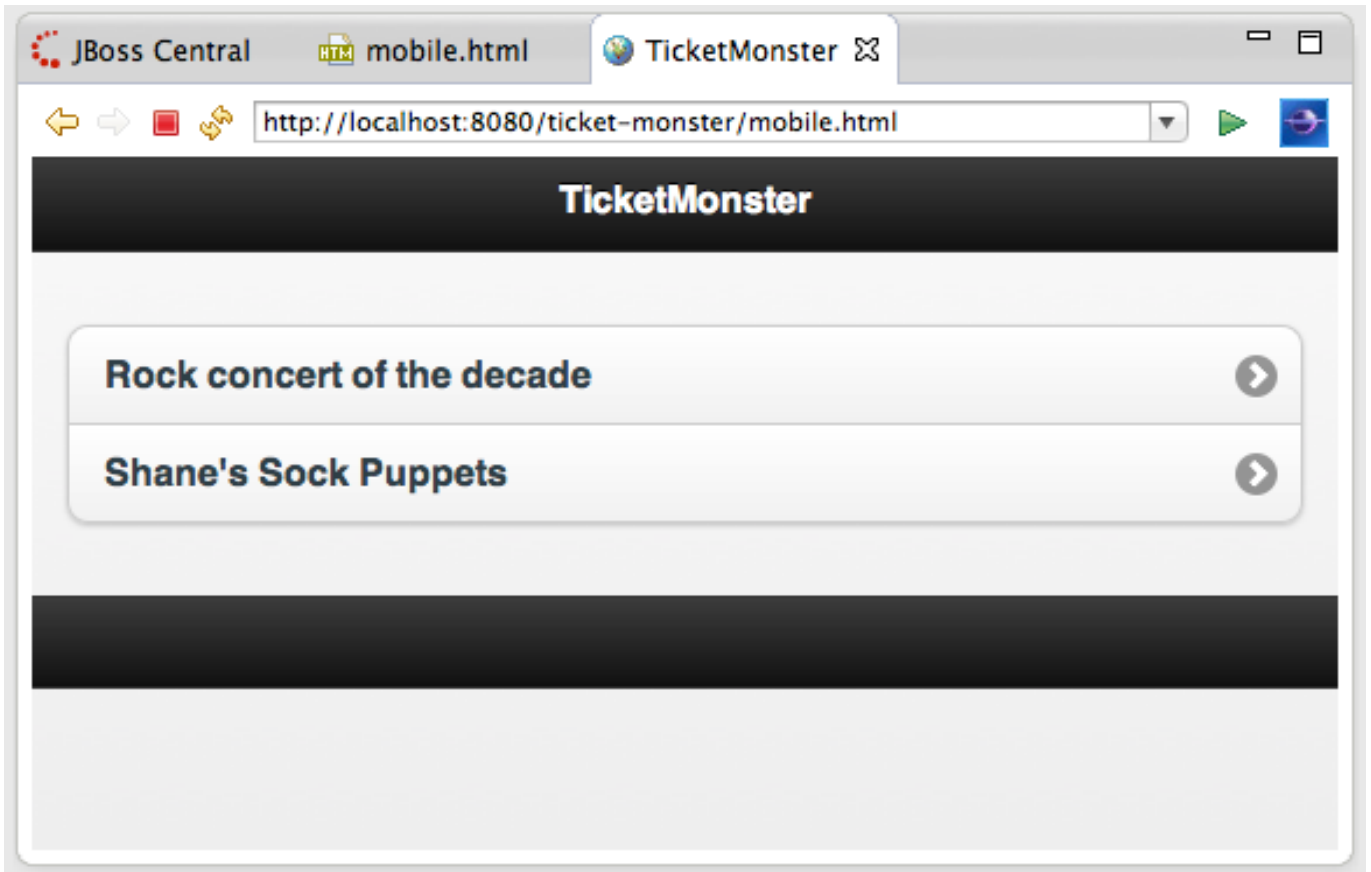 JBoss Central mobile.html TicketMonster
http://localhost:8080/ticket-monster/mobile.html
TicketMonster
Rock concert of the decade
Shane's Sock Puppets